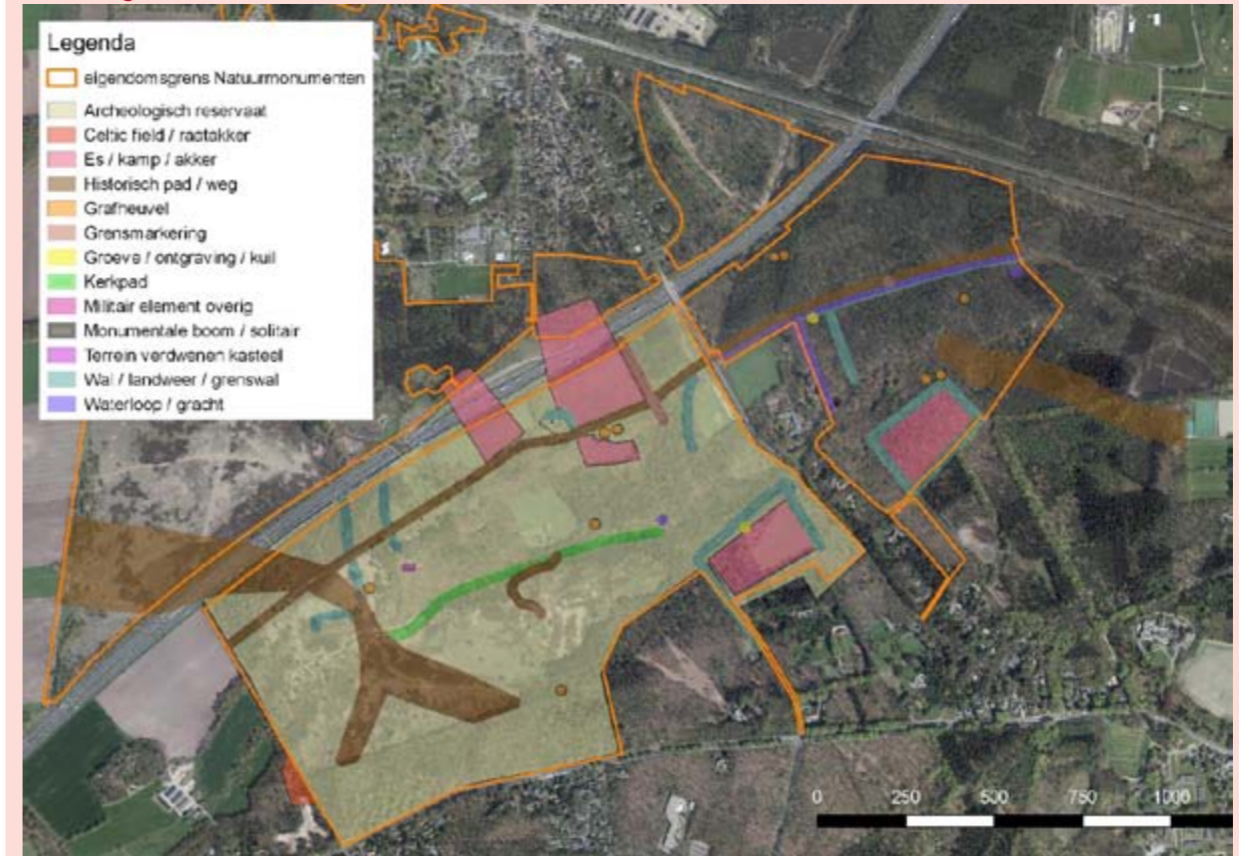 Legenda
eigendomsgrens Natuurmonumenten
Archeologisch reservaat
Celtic field / raatakker
Es / kamp / akker
Historisch pad / weg
Grafheuvel
Grensmarkering
Groeve / ontgraving / kuil
Kerkpad
Militair element overig
Monumentale boom / solitair
Terrein verdwenen kasteel
Wal / landweer / grenswal
Waterloop / gracht
0 250 500 750 1000